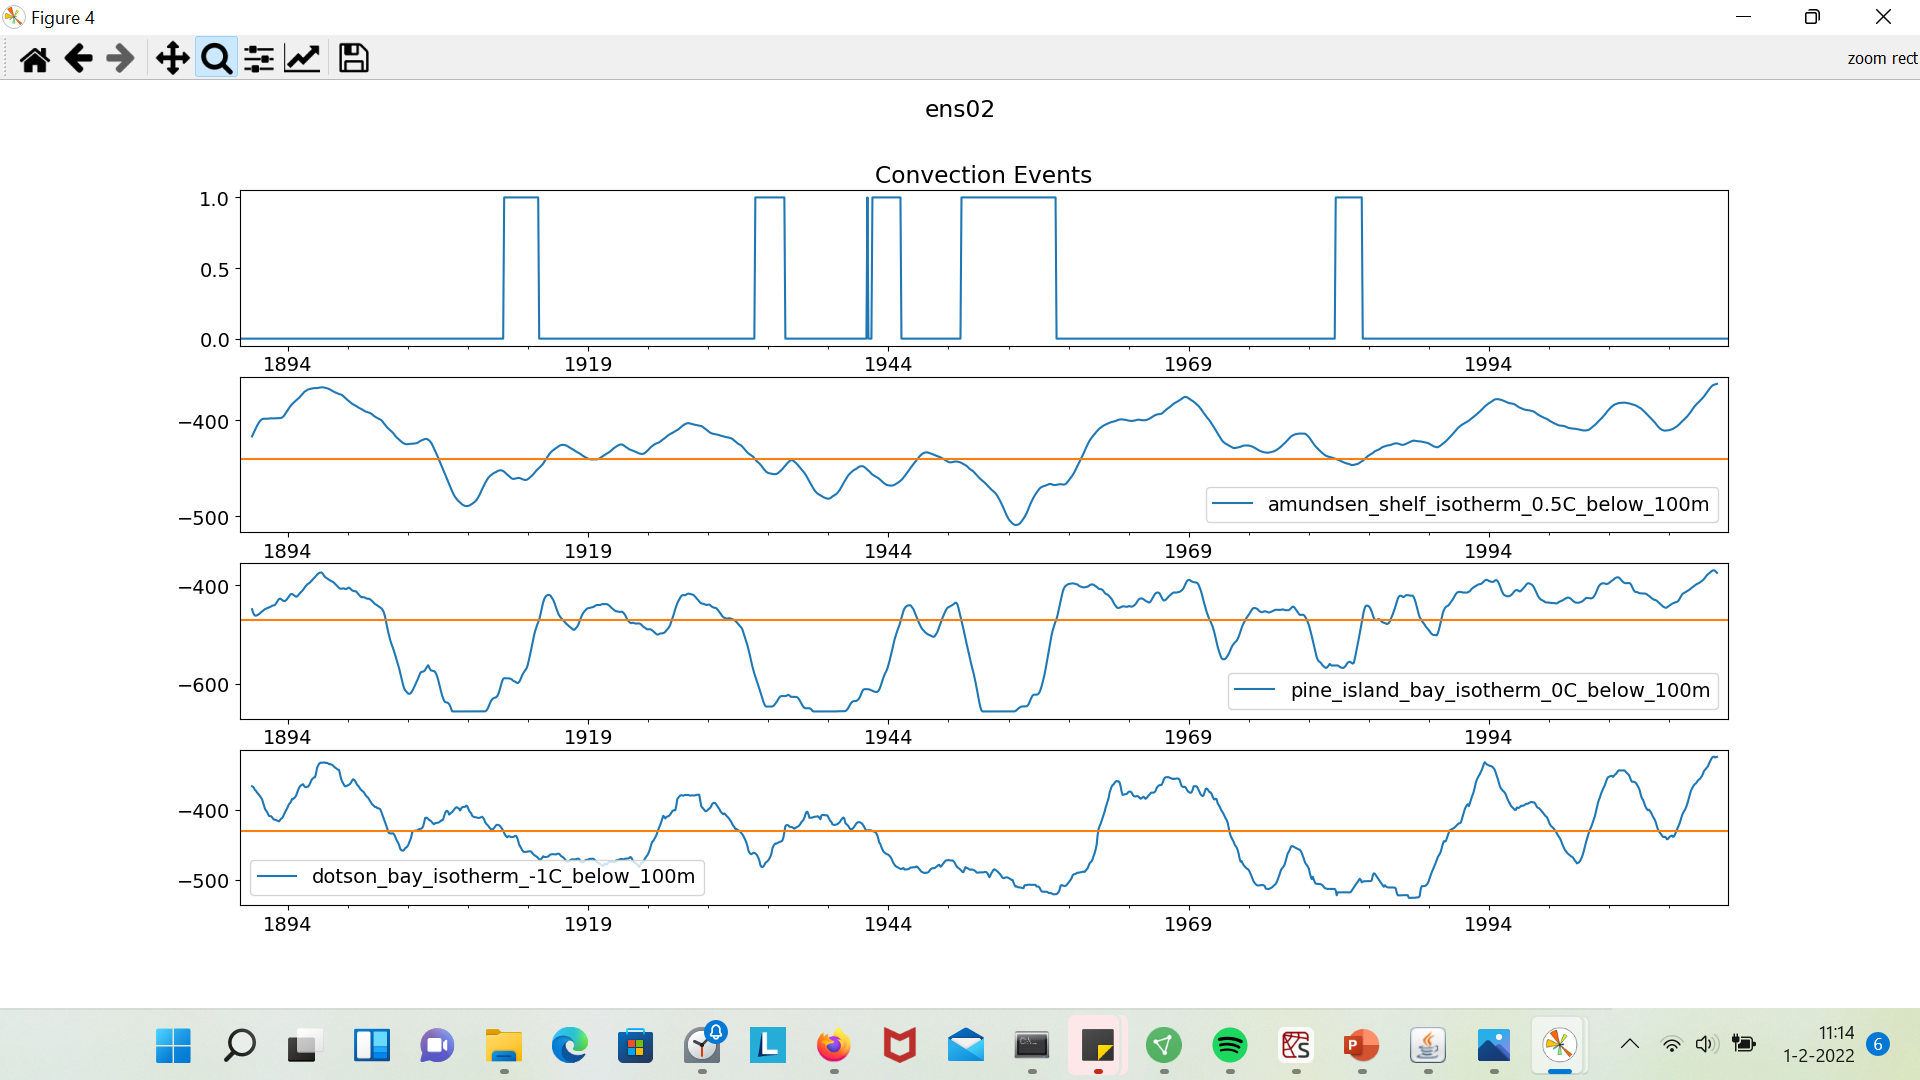 Figure 4
zoom rect
ens02
Convection Events
1.0
0.5
0.0
1894 1919 1944 1969 1994
−400
−500
amundsen_shelf_isotherm_0.5C_below_100m
1894 1919 1944 1969 1994
−400
−600
pine_island_bay_isotherm_0C_below_100m
1894 1919 1944 1969 1994
−400
−500
dotson_bay_isotherm_-1C_below_100m
1894 1919 1944 1969 1994
L
C:\_
P
11:14
1-2-2022
6